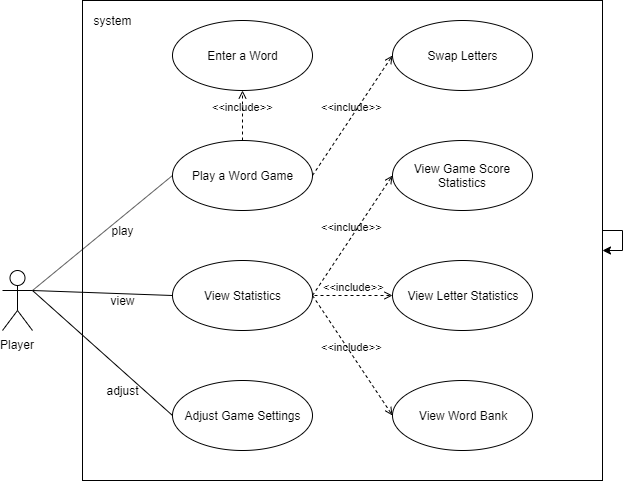 system
Enter a Word
Swap Letters
<<include>>
<<include>>
Play a Word Game
View Game Score
Statistics
play
<<include>>
View Statistics
<<include>>
View Letter Statistics
view
Player
<<include>>
adjust
Adjust Game Settings
View Word Bank